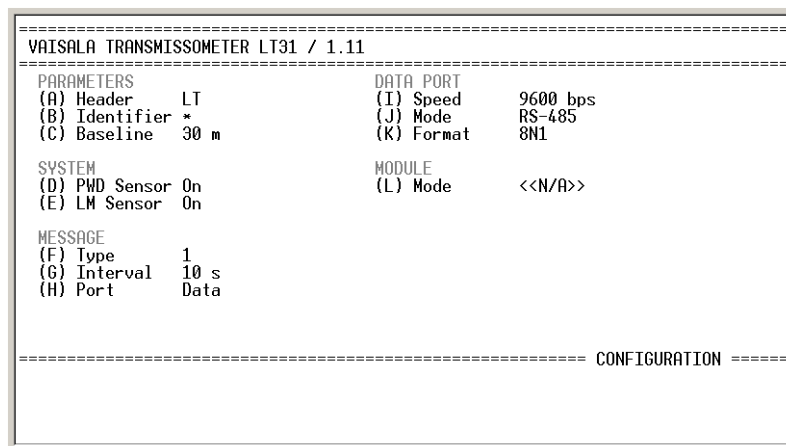 ================================================================================
VAISALA TRANSMISSOMETER LT31 / 1.11
================================================================================
PARAMETERS DATA PORT
(A) Header LT (I) Speed 9600 bps
(B) Identifier * (J) Mode RS-485
(C) Baseline 30 m (K) Format 8N1
SYSTEM MODULE
(D) PWD Sensor On (L) Mode <<N/A>>
(E) LM Sensor On
MESSAGE
(F) Type 1
(G) Interval 10 s
(H) Port Data
=========================================================== CONFIGURATION ======